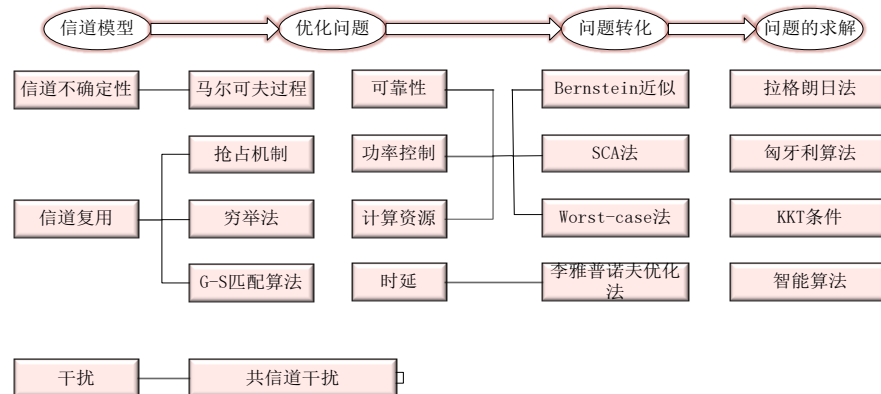 信道模型
优化问题
问题转化
问题的求解
信道不确定性
马尔可夫过程
可靠性
Bernstein近似
拉格朗日法
抢占机制
功率控制
SCA法
匈牙利算法
信道复用
穷举法
计算资源
Worst-case法
KKT条件
G-S匹配算法
时延
李雅普诺夫优化
法
智能算法
干扰
共信道干扰